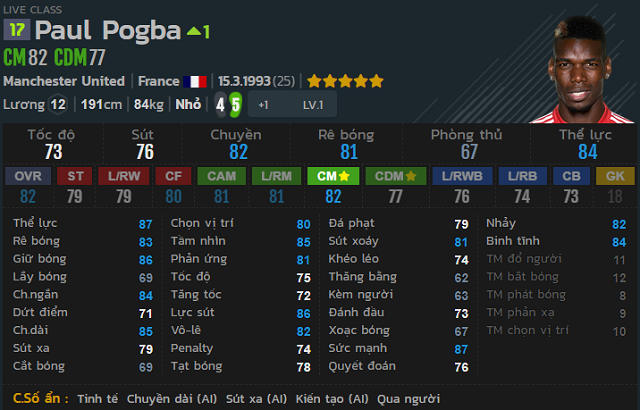 LIVE CLASS
17 Paul Pogba 1
CM 82 CDM 77
Manchester United | France | 15.3.1993 (25) |
Lương 12 | 191cm | 84kg | Nhỏ | 4 5 +1 LV.1
Tốc độ Sút Chuyền Rê bóng Phòng thủ Thể lực
73 76 82 81 67 84
OVR ST L/RW CF CAM L/RM CM CDM L/RWB L/RB CB GK
82 79 79 80 81 81 82 77 76 74 73 18
Thể lực 87 Chọn vị trí 80 Đá phạt 79 Nhảy 82
Rê bóng 83 Tầm nhìn 85 Sút xoáy 81 Bình tĩnh 84
Giữ bóng 86 Phản ứng 81 Khéo léo 74 TM đổ người 11
Lấy bóng 69 Tốc độ 75 Thăng bằng 62 TM bắt bóng 12
Ch.ngắn 84 Tăng tốc 72 Kèm người 63 TM phát bóng 8
Dứt điểm 71 Lực sút 86 Đánh đầu 73 TM phản xạ 9
Ch.dài 85 Vô-lê 82 Xoạc bóng 67 TM chọn vị trí 10
Sút xa 79 Penalty 74 Sức mạnh 87
Cắt bóng 69 Tạt bóng 78 Quyết đoán 76
C.Số ẩn : Tinh tế Chuyền dài (AI) Sút xa (AI) Kiến tạo (AI) Qua người